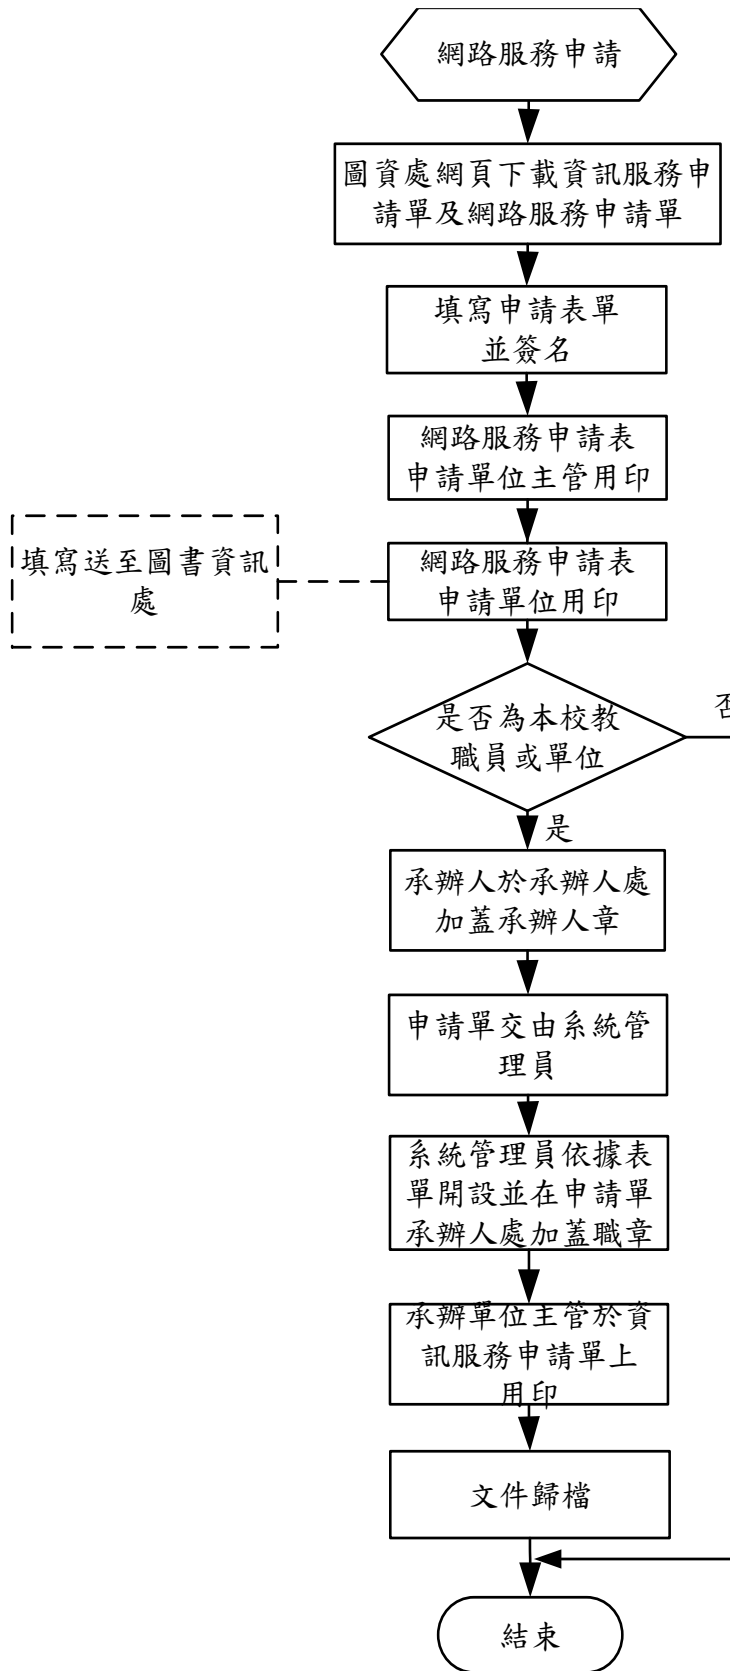 網路服務申請
圖資處網頁下載資訊服務申
請單及網路服務申請單
填寫申請表單
並簽名
網路服務申請表
申請單位主管用印
填寫送至圖書資訊
處
網路服務申請表
申請單位用印
是否為本校教
職員或單位
否
是
承辦人於承辦人處
加蓋承辦人章
申請單交由系統管
理員
系統管理員依據表
單開設並在申請單
承辦人處加蓋職章
承辦單位主管於資
訊服務申請單上
用印
文件歸檔
結束